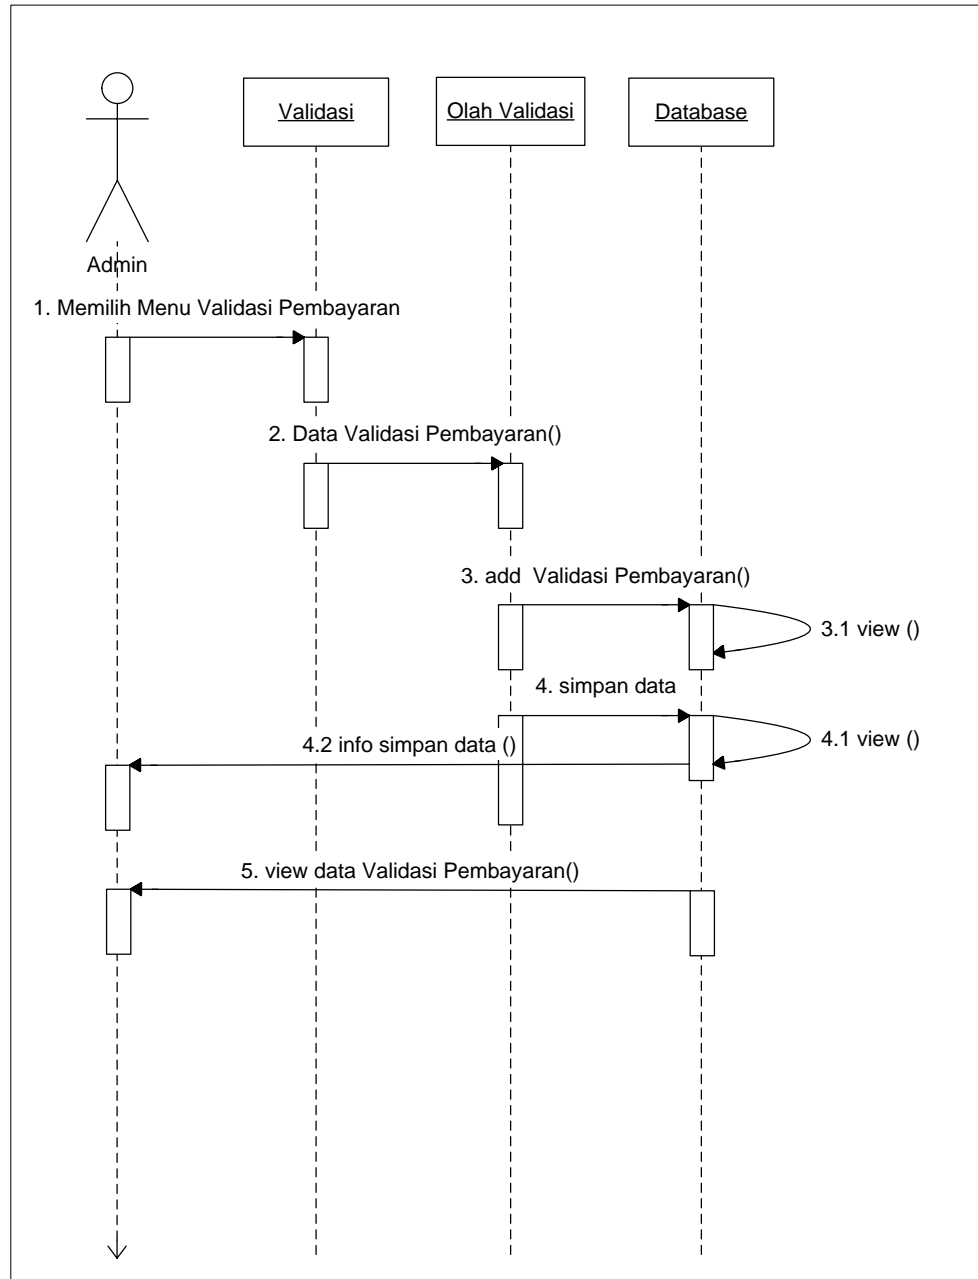 Validasi
Olah Validasi
Database
Admin
1. Memilih Menu Validasi Pembayaran
2. Data Validasi Pembayaran()
3. add  Validasi Pembayaran()
3.1 view ()
4. simpan data
4.1 view ()
4.2 info simpan data ()
5. view data Validasi Pembayaran()